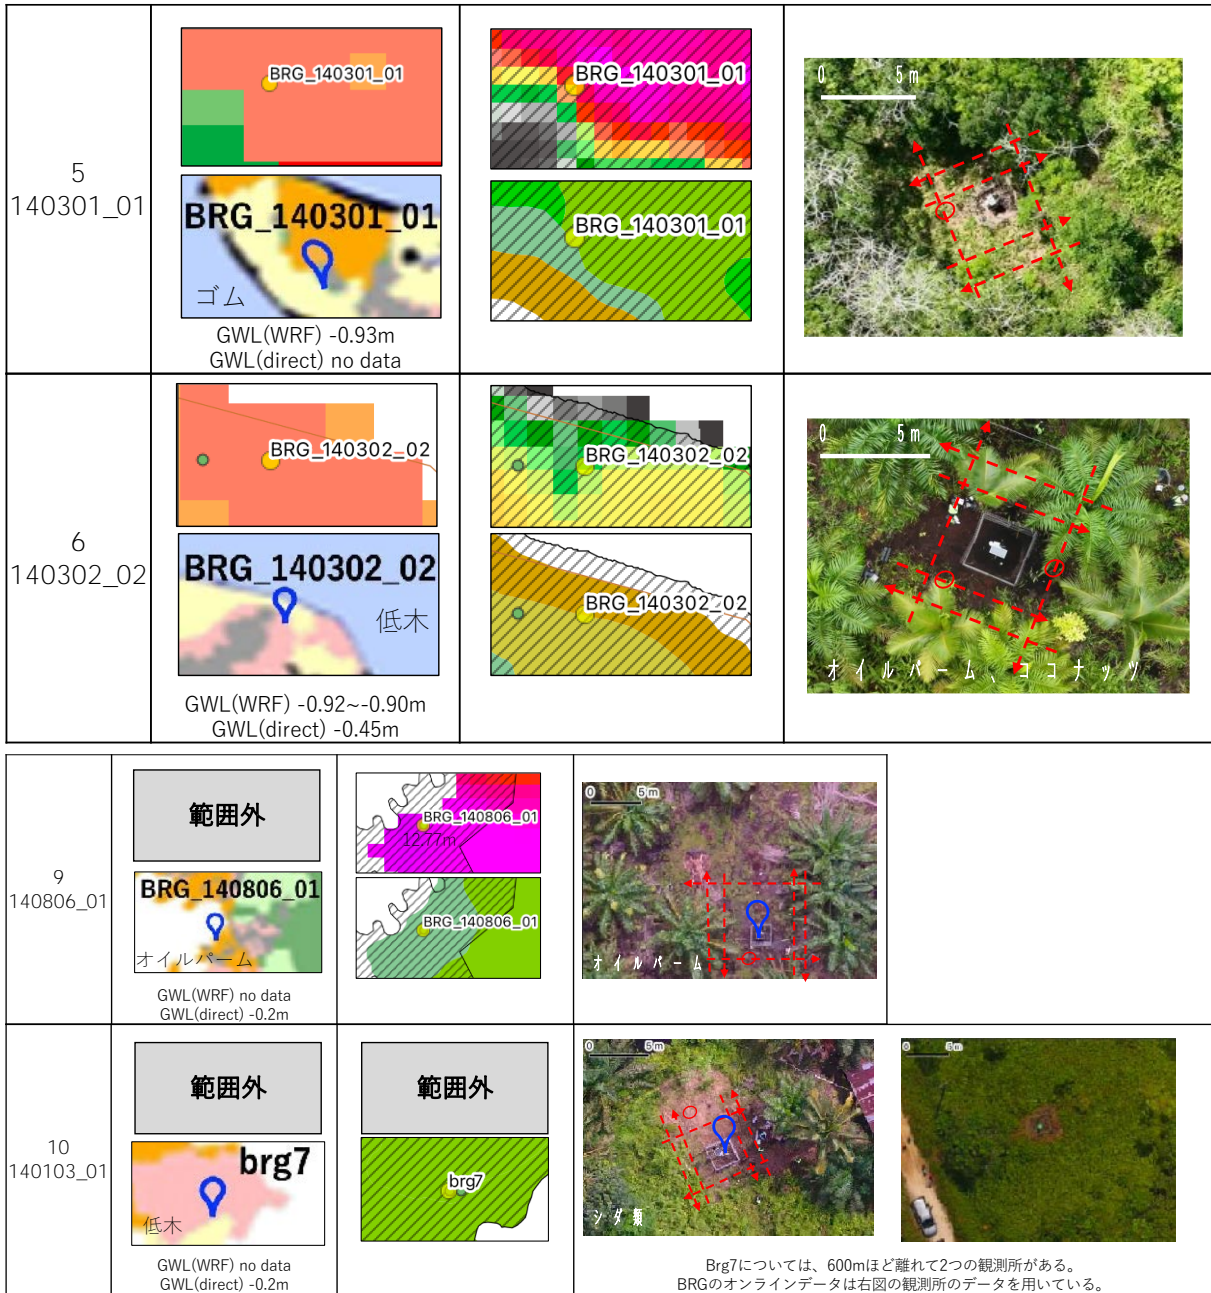 5
140301_01
BRG_140301_01
BRG_140301_01
ゴム
GWL(WRF) -0.93m
GWL(direct) no data
BRG_140301_01
BRG_140301_01
0 5 m
6
140302_02
BRG_140302_02
BRG_140302_02
低木
GWL(WRF) -0.92~-0.90m
GWL(direct) -0.45m
BRG_140302_02
BRG_140302_02
0 5 m
オイルパーム、ココナッツ
9
140806_01
範囲外
BRG_140806_01
オイルパーム
GWL(WRF) no data
GWL(direct) -0.2m
BRG_140806_01
12.77m
BRG_140806_01
0 5 m
オイルパーム
10
140103_01
範囲外
brg7
低木
GWL(WRF) no data
GWL(direct) -0.2m
範囲外
brg7
0 5 m
シダ類
0 5 m
Brg7については、600mほど離れて2つの観測所がある。
BRGのオンラインデータは右図の観測所のデータを用いている。